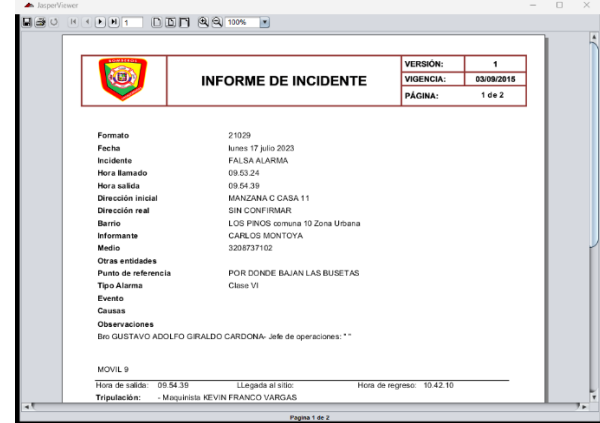 JasperViewer
1
100%
BOMBEROS
INFORME DE INCIDENTE
VERSIÓN: 1
VIGENCIA: 03/09/2015
PÁGINA: 1 de 2
Formato 21029
Fecha lunes 17 julio 2023
Incidente FALSA ALARMA
Hora llamado 09.53.24
Hora salida 09.54.39
Dirección inicial MANZANA C CASA 11
Dirección real SIN CONFIRMAR
Barrio LOS PINOS comuna 10 Zona Urbana
Informante CARLOS MONTOYA
Medio 3208737102
Otras entidades
Punto de referencia POR DONDE BAJAN LAS BUSETAS
Tipo Alarma Clase VI
Evento
Causas
Observaciones
Bro GUSTAVO ADOLFO GIRALDO CARDONA- Jefe de operaciones: " "
MOVIL 9
Hora de salida: 09.54.39 LLegada al sitio: Hora de regreso: 10.42.10
Tripulación: - Maquinista KEVIN FRANCO VARGAS
Pagina 1 de 2